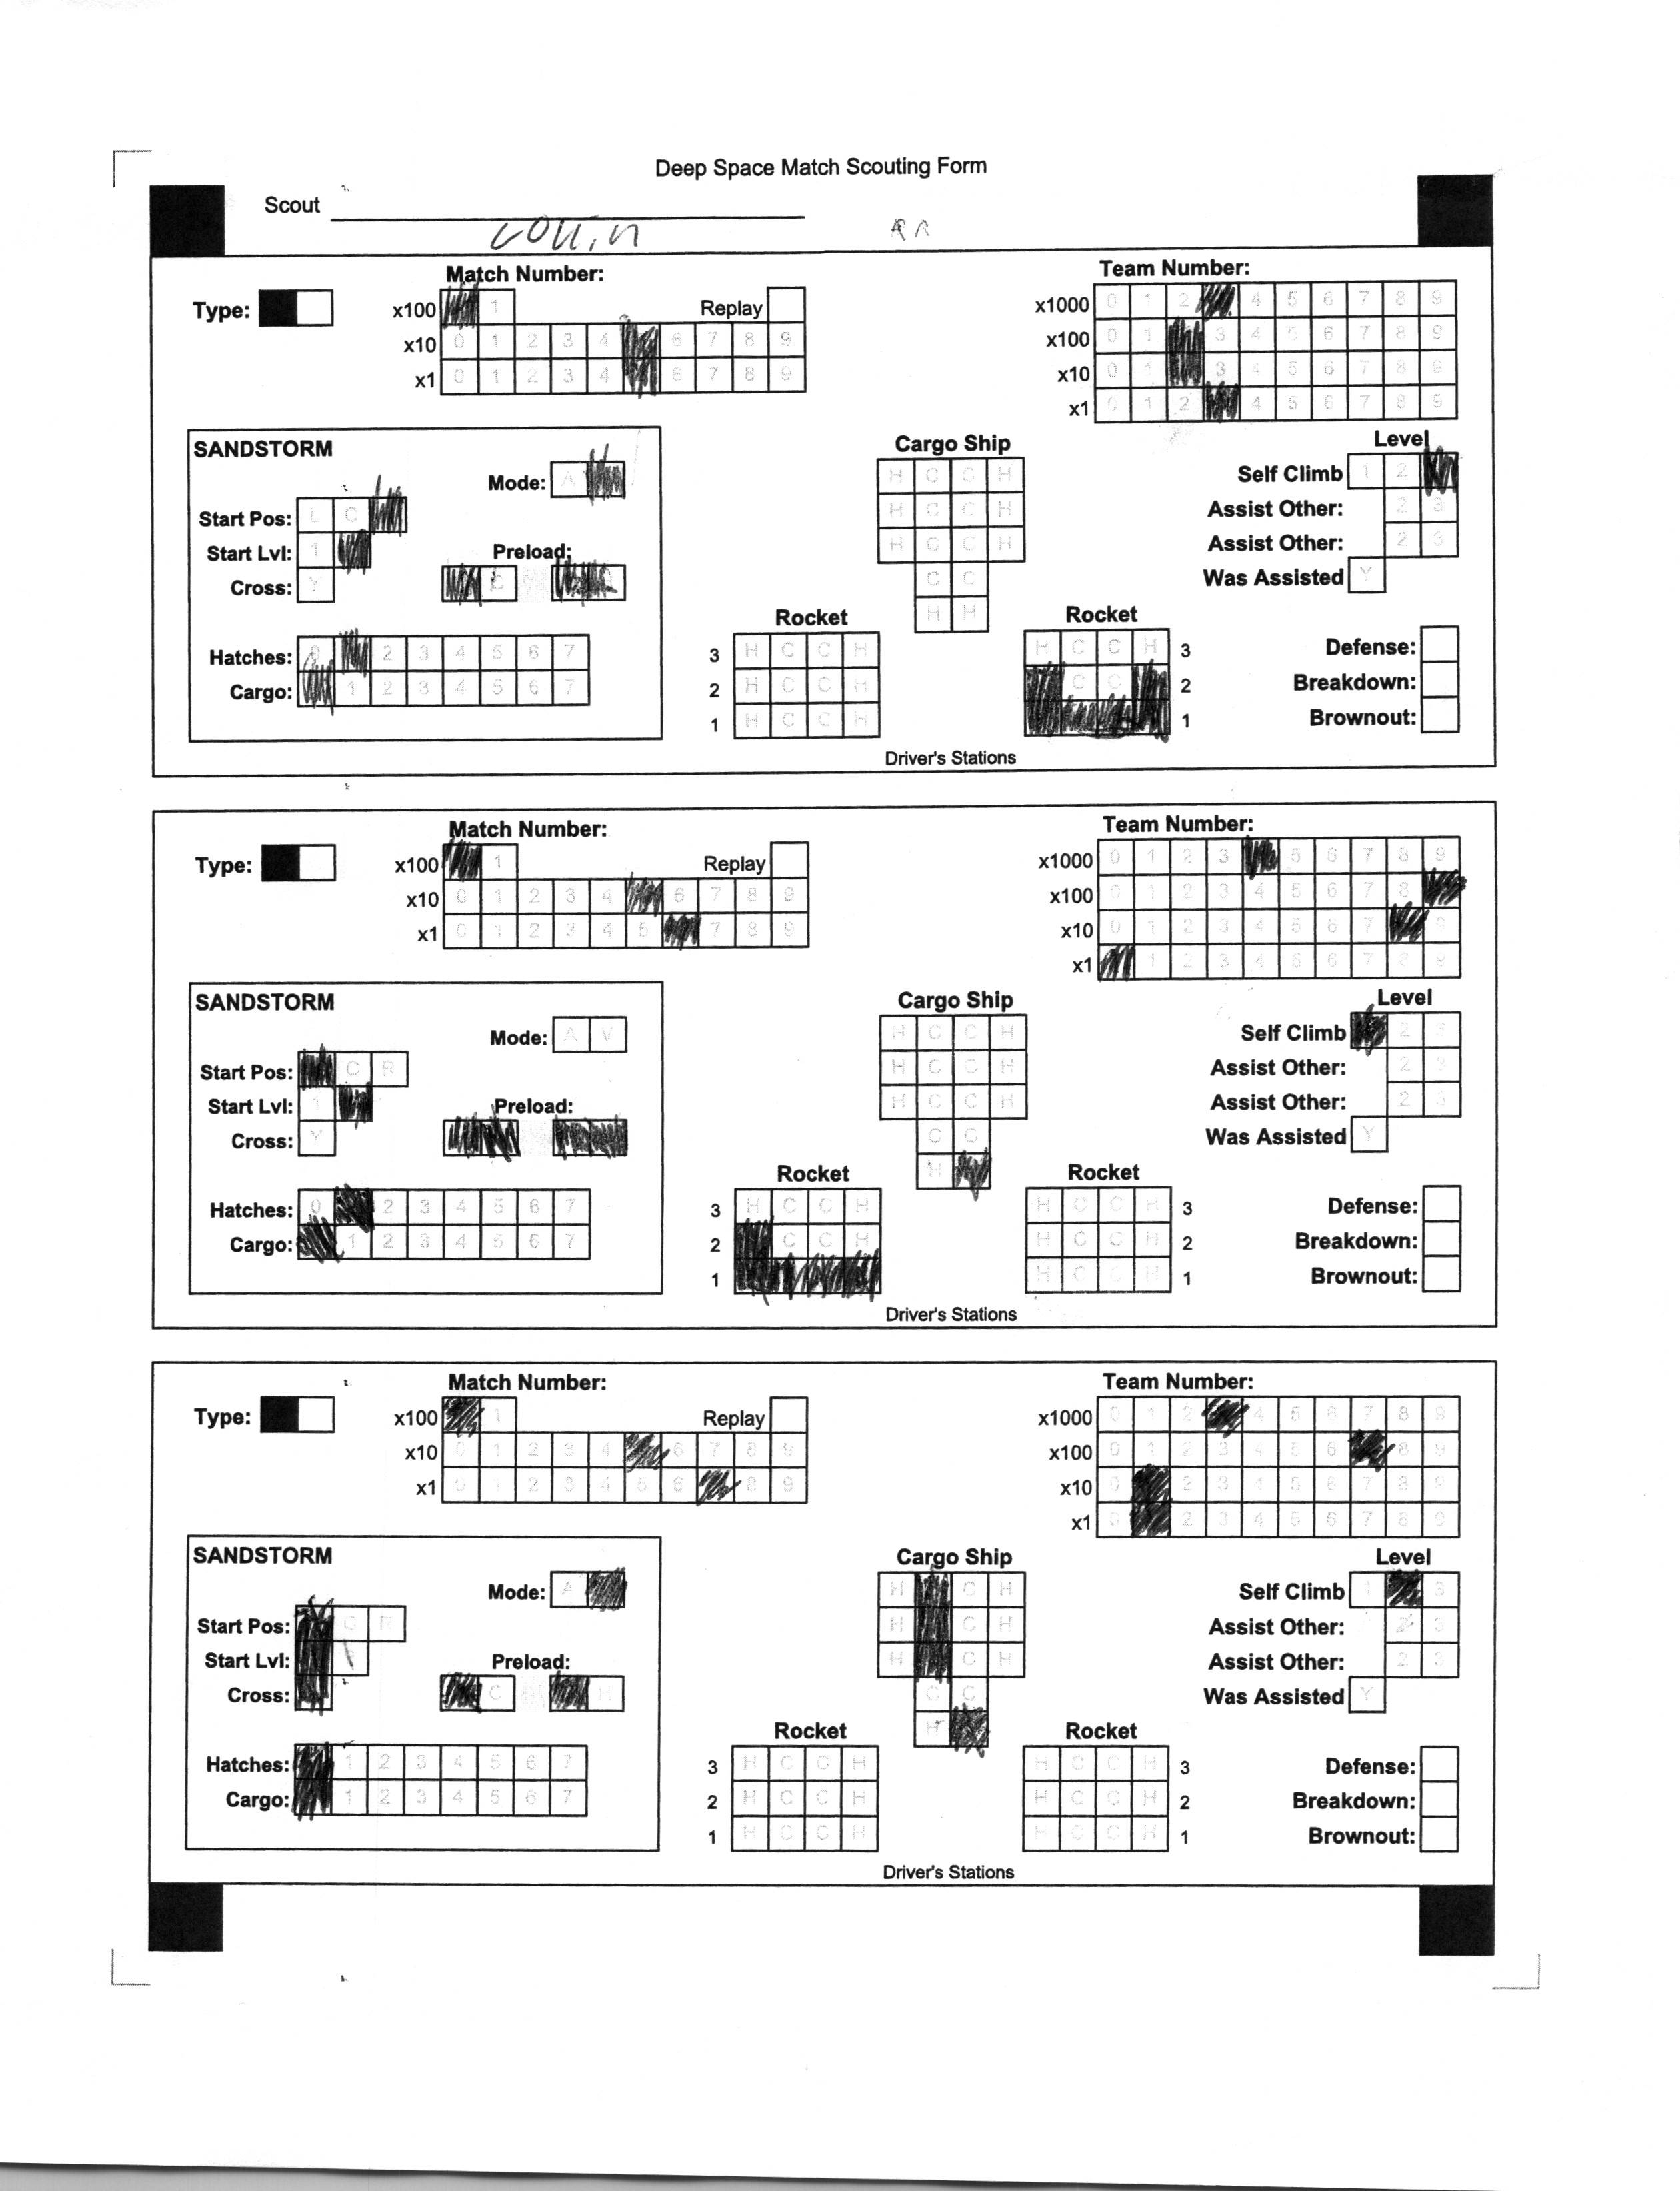 Deep Space Match Scouting Form
Scout collin RR
Match Number: Team Number:
Type: x100 1 Replay x1000 0 1 2 4 5 6 7 8 9
x10 0 1 2 3 4 6 7 8 9 x100 0 1 3 4 5 6 7 8 9
x1 0 1 2 3 4 6 7 8 9 x10 0 1 3 4 5 6 7 8 9
x1 0 1 2 4 5 6 7 8 9
SANDSTORM Cargo Ship Level
Mode: A H C C H Self Climb 1 2
Start Pos: L C H C C H Assist Other: 2 3
Start Lvl: 1 Preload: H C C H Assist Other: 2 3
Cross: Y C C C Was Assisted Y
H H
Rocket Rocket
Hatches: 0 2 3 4 5 6 7 3 H C C H H C C H 3 Defense:
Cargo: 1 2 3 4 5 6 7 2 H C C H C C 2 Breakdown:
1 H C C H 1 Brownout:
Driver's Stations
Match Number: Team Number:
Type: x100 1 Replay x1000 0 1 2 3 5 6 7 8 9
x10 0 1 2 3 4 6 7 8 9 x100 0 1 2 3 4 5 6 7 8
x1 0 1 2 3 4 5 7 8 9 x10 0 1 2 3 4 5 6 7 9
x1 1 2 3 4 5 6 7 8 9
SANDSTORM Cargo Ship Level
Mode: A V H C C H Self Climb 2 3
Start Pos: C R H C C H Assist Other: 2 3
Start Lvl: 1 Preload: H C C H Assist Other: 2 3
Cross: Y C C Was Assisted Y
H
Rocket Rocket
Hatches: 0 2 3 4 5 6 7 3 H C C H H C C H 3 Defense:
Cargo: 1 2 3 4 5 6 7 2 C C H H C C H 2 Breakdown:
1 H C C H 1 Brownout:
Driver's Stations
Match Number: Team Number:
Type: x100 1 Replay x1000 0 1 2 4 5 6 7 8 9
x10 0 1 2 3 4 6 7 8 9 x100 0 1 2 3 4 5 6 8 9
x1 0 1 2 3 4 5 6 8 9 x10 0 2 3 4 5 6 7 8 9
x1 0 2 3 4 5 6 7 8 9
SANDSTORM Cargo Ship Level
Mode: A H C H Self Climb 1 3
Start Pos: C R H C H Assist Other: 2 3
Start Lvl: Preload: H C H Assist Other: 2 3
Cross: C H C C Was Assisted Y
H
Rocket Rocket
Hatches: 1 2 3 4 5 6 7 3 H C C H H C C H 3 Defense:
Cargo: 1 2 3 4 5 6 7 2 H C C H H C C H 2 Breakdown:
1 H C C H H C C H 1 Brownout:
Driver's Stations